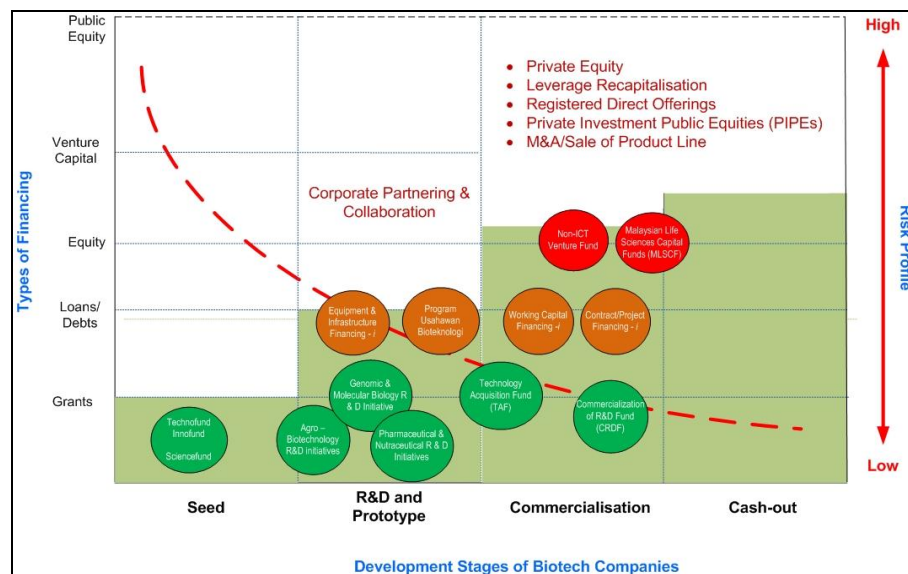 Public
Equity
Venture
Capital
Equity
Loans/
Debts
Grants
Types of Financing
• Private Equity
• Leverage Recapitalisation
• Registered Direct Offerings
• Private Investment Public Equities (PIPEs)
• M&A/Sale of Product Line
Corporate Partnering &
Collaboration
Non-ICT
Venture Fund
Malaysian Life
Sciences Capital
Funds (MLSCF)
Equipment &
Infrastructure
Financing - i
Program
Usahawan
Bioteknologi
Working Capital
Financing -i
Contract/Project
Financing - i
Genomic
& Molecular Biology R
& D Initiative
Technology
Acquisition Fund
(TAF)
Commercialization
of R&D Fund
(CRDF)
Technofund
Innofund
Sciencefund
Agro –
Biotechnology
R&D initiatives
Pharmaceutical &
Nutraceutical R & D
Initiatives
High
Risk Profile
Low
Seed
R&D and
Prototype
Commercialisation
Cash-out
Development Stages of Biotech Companies